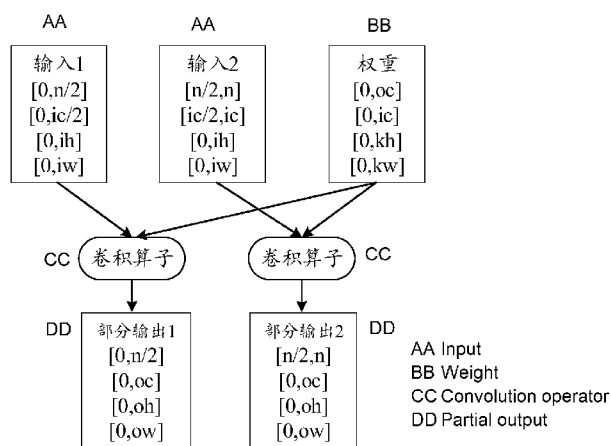 AA
AA
BB
输入1
[0,n/2]
[0,ic/2]
[0,ih]
[0,iw]
输入2
[n/2,n]
[ic/2,ic]
[0,ih]
[0,iw]
权重
[0,oc]
[0,ic]
[0,kh]
[0,kw]
CC
卷积算子
卷积算子
CC
DD
部分输出1
[0,n/2]
[0,oc]
[0,oh]
[0,ow]
部分输出2
[n/2,n]
[0,oc]
[0,oh]
[0,ow]
DD
AA Input
BB Weight
CC Convolution operator
DD Partial output